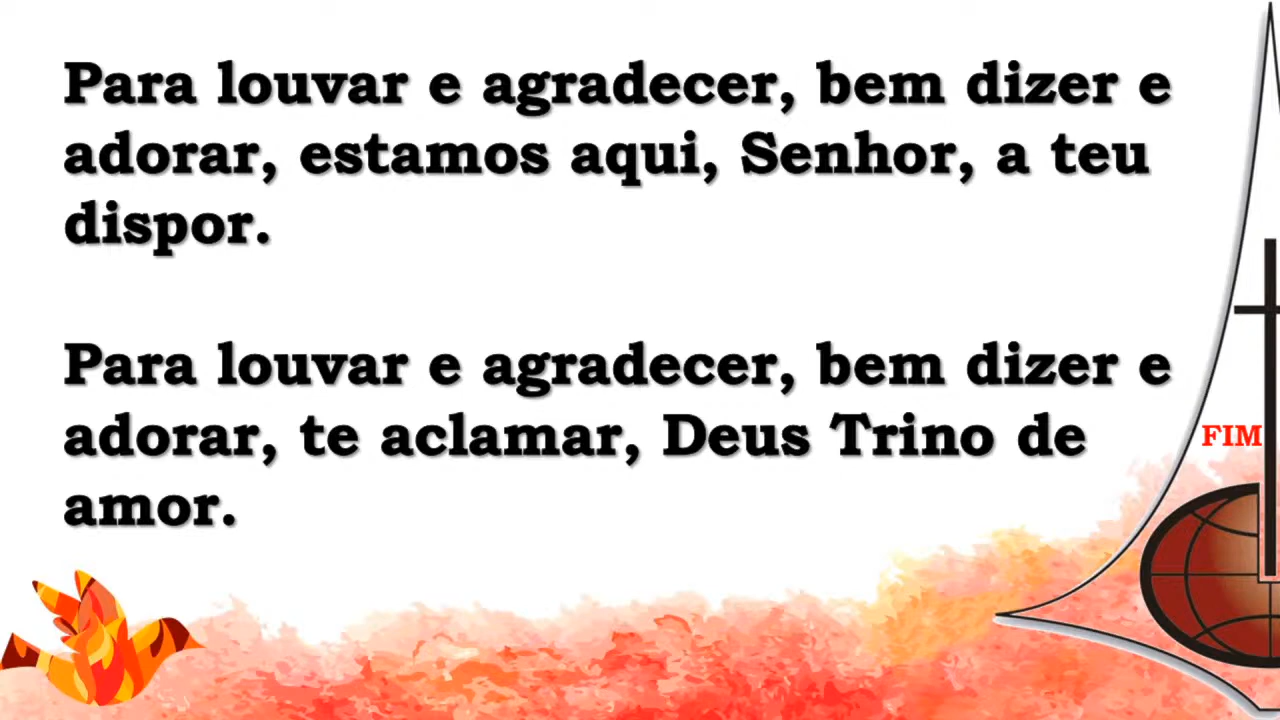 Para louvar e agradecer, bem dizer e
adorar, estamos aqui, Senhor, a teu
dispor.
Para louvar e agradecer, bem dizer e
adorar, te aclamar, Deus Trino de
amor.
FIM